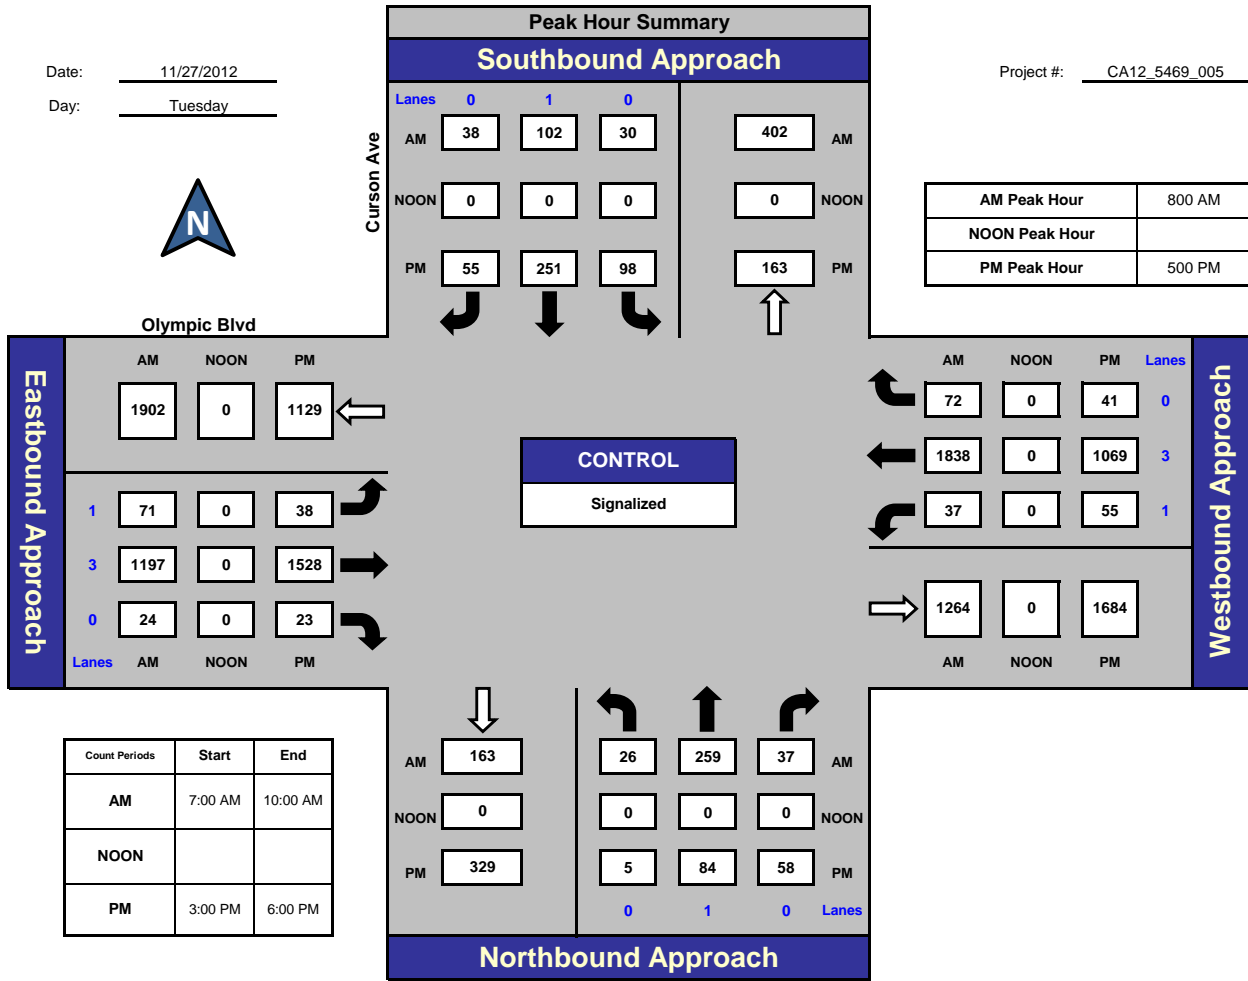 Peak Hour Summary
Southbound Approach
Date: 11/27/2012
Day: Tuesday
Project #: CA12_5469_005
N
Curson Ave
Lanes 0 1 0
AM 38 102 30 402 AM
NOON 0 0 0 0 NOON
PM 55 251 98 163 PM
AM Peak Hour 800 AM
NOON Peak Hour
PM Peak Hour 500 PM
Olympic Blvd
Eastbound Approach
AM NOON PM
1902 0 1129
1 71 0 38
3 1197 0 1528
0 24 0 23
Lanes AM NOON PM
CONTROL
Signalized
AM NOON PM Lanes
72 0 41 0
1838 0 1069 3
37 0 55 1
1264 0 1684
AM NOON PM
Westbound Approach
Count Periods Start End
AM 7:00 AM 10:00 AM
NOON
PM 3:00 PM 6:00 PM
AM 163 26 259 37 AM
NOON 0 0 0 0 NOON
PM 329 5 84 58 PM
0 1 0 Lanes
Northbound Approach